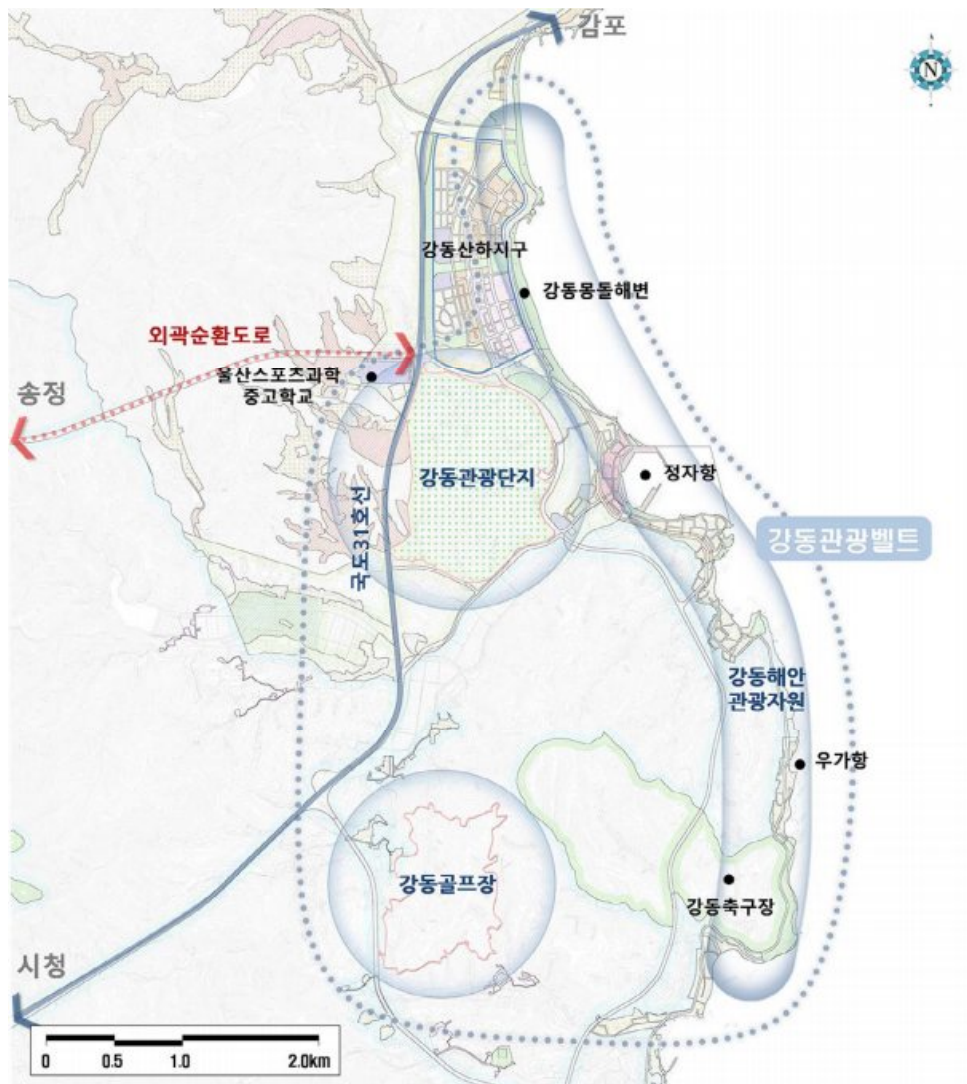 감포
N
강동산하지구
강동몽돌해변
외곽순환도로
송정
울산스포츠과학
중고학교
강동관광단지
정자항
국도31호선
강동관광벨트
강동해안
관광자원
우가항
강동골프장
강동축구장
시청
0 0.5 1.0 2.0km